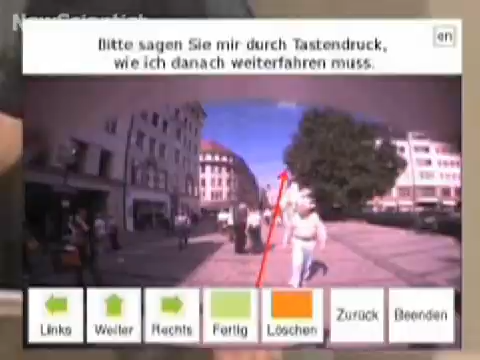 NewScientist
Bitte sagen Sie mir durch Tastendruck,
wie ich danach weiterfahren muss.
en
Links Weiter Rechts Fertig Löschen Zurück Beenden